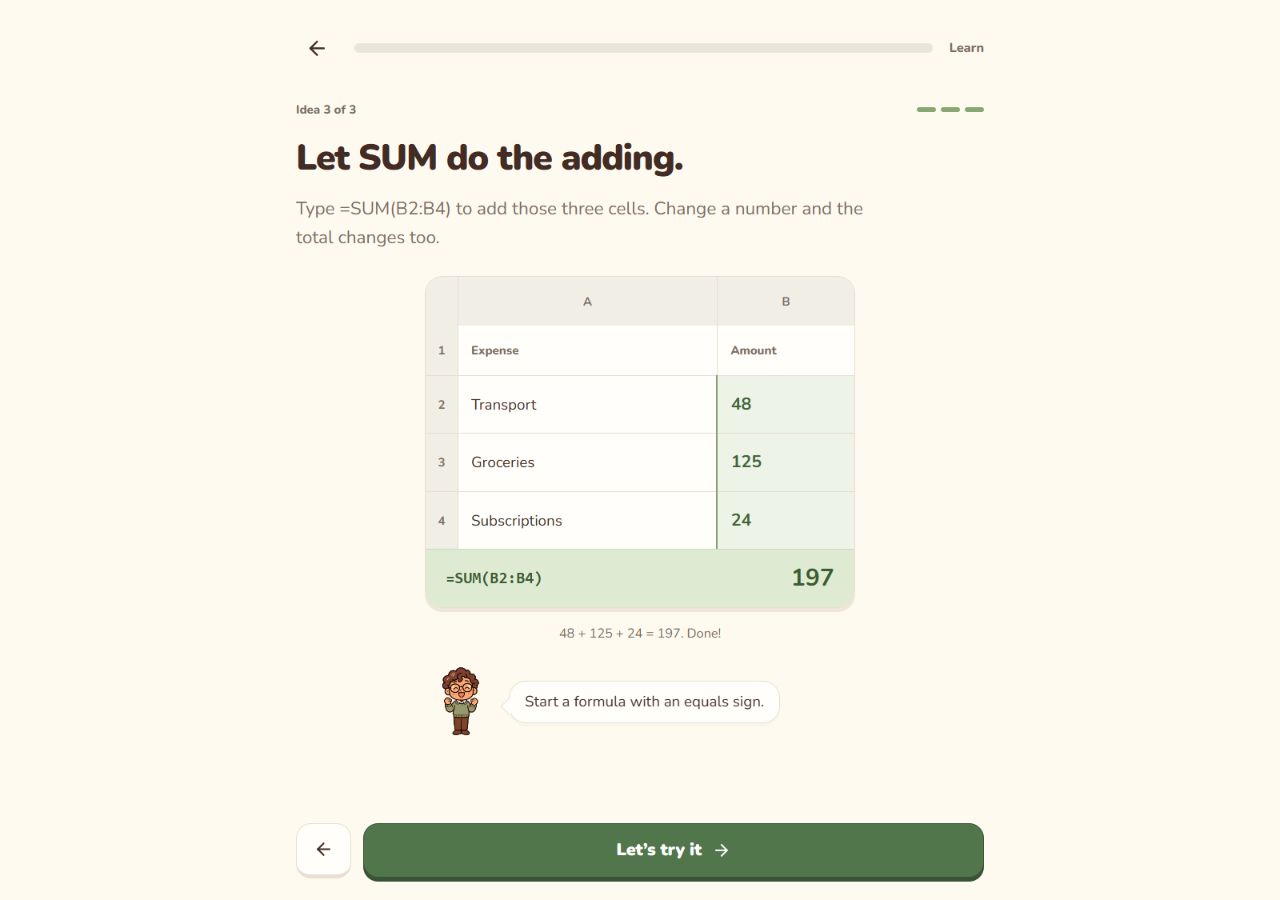 Learn
Idea 3 of 3
Let SUM do the adding.
Type =SUM(B2:B4) to add those three cells. Change a number and the
total changes too.
A B
1 Expense Amount
2 Transport 48
3 Groceries 125
4 Subscriptions 24
=SUM(B2:B4) 197
48 + 125 + 24 = 197. Done!
Start a formula with an equals sign.
Let’s try it